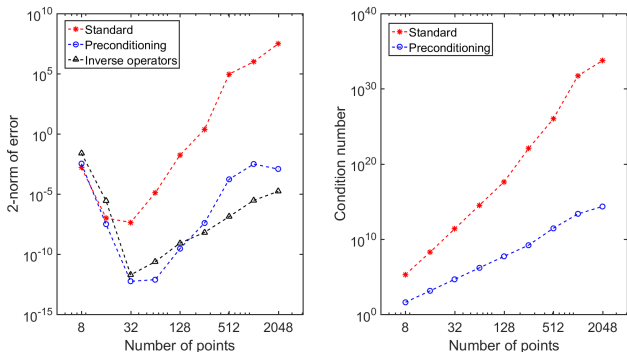 10^10
10^5
10^0
10^-5
10^-10
10^-15
2-norm of error
Standard
Preconditioning
Inverse operators
8
32
128
512
2048
Number of points
10^40
10^30
10^20
10^10
10^0
Condition number
Standard
Preconditioning
8
32
128
512
2048
Number of points